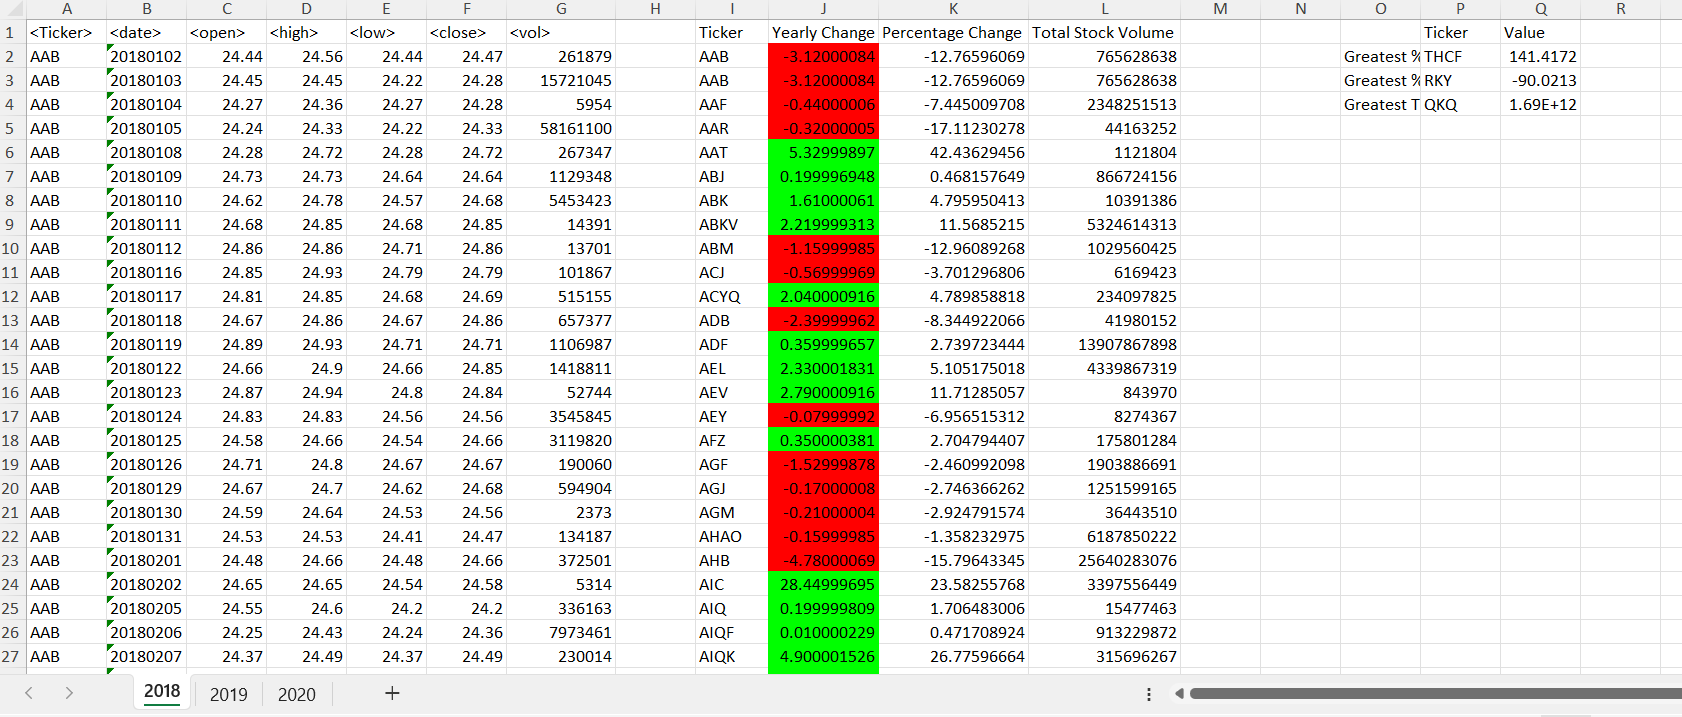 A B C D E F G H I J K L M N O P Q R
1 <Ticker> <date> <open> <high> <low> <close> <vol> Ticker Yearly Change Percentage Change Total Stock Volume Ticker Value
2 AAB 20180102 24.44 24.56 24.44 24.47 261879 AAB -3.12000084 -12.76596069 765628638 Greatest % THCF 141.4172
3 AAB 20180103 24.45 24.45 24.22 24.28 15721045 AAB -3.12000084 -12.76596069 765628638 Greatest % RKY -90.0213
4 AAB 20180104 24.27 24.36 24.27 24.28 5954 AAF -0.44000006 -7.445009708 2348251513 Greatest T QKQ 1.69E+12
5 AAB 20180105 24.24 24.33 24.22 24.33 58161100 AAR -0.32000005 -17.11230278 44163252
6 AAB 20180108 24.28 24.72 24.28 24.72 267347 AAT 5.32999897 42.43629456 1121804
7 AAB 20180109 24.73 24.73 24.64 24.64 1129348 ABJ 0.199996948 0.468157649 866724156
8 AAB 20180110 24.62 24.78 24.57 24.68 5453423 ABK 1.61000061 4.795950413 10391386
9 AAB 20180111 24.68 24.85 24.68 24.85 14391 ABKV 2.219999313 11.5685215 5324614313
10 AAB 20180112 24.86 24.86 24.71 24.86 13701 ABM -1.15999985 -12.96089268 1029560425
11 AAB 20180116 24.85 24.93 24.79 24.79 101867 ACJ -0.56999969 -3.701296806 6169423
12 AAB 20180117 24.81 24.85 24.68 24.69 515155 ACYQ 2.040000916 4.789858818 234097825
13 AAB 20180118 24.67 24.86 24.67 24.86 657377 ADB -2.39999962 -8.344922066 41980152
14 AAB 20180119 24.89 24.93 24.71 24.71 1106987 ADF 0.359999657 2.739723444 13907867898
15 AAB 20180122 24.66 24.9 24.66 24.85 1418811 AEL 2.330001831 5.105175018 4339867319
16 AAB 20180123 24.87 24.94 24.8 24.84 52744 AEV 2.790000916 11.71285057 843970
17 AAB 20180124 24.83 24.83 24.56 24.56 3545845 AEY -0.07999992 -6.956515312 8274367
18 AAB 20180125 24.58 24.66 24.54 24.66 3119820 AFZ 0.350000381 2.704794407 175801284
19 AAB 20180126 24.71 24.8 24.67 24.67 190060 AGF -1.52999878 -2.460992098 1903886691
20 AAB 20180129 24.67 24.7 24.62 24.68 594904 AGJ -0.17000008 -2.746366262 1251599165
21 AAB 20180130 24.59 24.64 24.53 24.56 2373 AGM -0.21000004 -2.924791574 36443510
22 AAB 20180131 24.53 24.53 24.41 24.47 134187 AHAO -0.15999985 -1.358232975 6187850222
23 AAB 20180201 24.48 24.66 24.48 24.66 372501 AHB -4.78000069 -15.79643345 25640283076
24 AAB 20180202 24.65 24.65 24.54 24.58 5314 AIC 28.44999695 23.58255768 3397556449
25 AAB 20180205 24.55 24.6 24.2 24.2 336163 AIQ 0.199999809 1.706483006 15477463
26 AAB 20180206 24.25 24.43 24.24 24.36 7973461 AIQF 0.010000229 0.471708924 913229872
27 AAB 20180207 24.37 24.49 24.37 24.49 230014 AIQK 4.900001526 26.77596664 315696267
2018 2019 2020